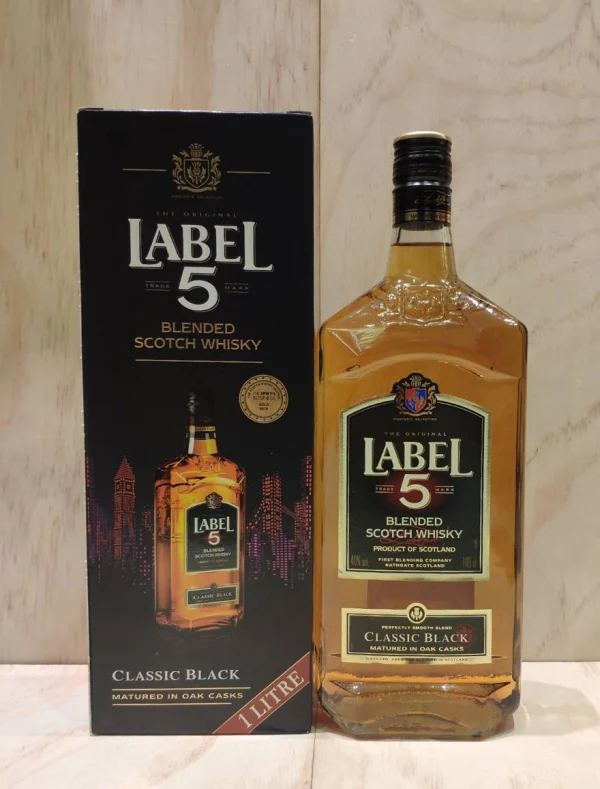 MASTER'S SELECTION
THE ORIGINAL
LABEL
5
TRADE MARK
BLENDED
SCOTCH WHISKY
LABEL
5
BLENDED
SCOTCH WHISKY
CLASSIC BLACK
CLASSIC BLACK
MATURED IN OAK CASKS
1 LITRE
THE ORIGINAL
LABEL
TRADE MARK
5
BLENDED
SCOTCH WHISKY
PRODUCT OF SCOTLAND
FIRST BLENDING COMPANY
BATHGATE SCOTLAND
PERFECTLY SMOOTH BLEND
CLASSIC BLACK
MATURED IN OAK CASKS